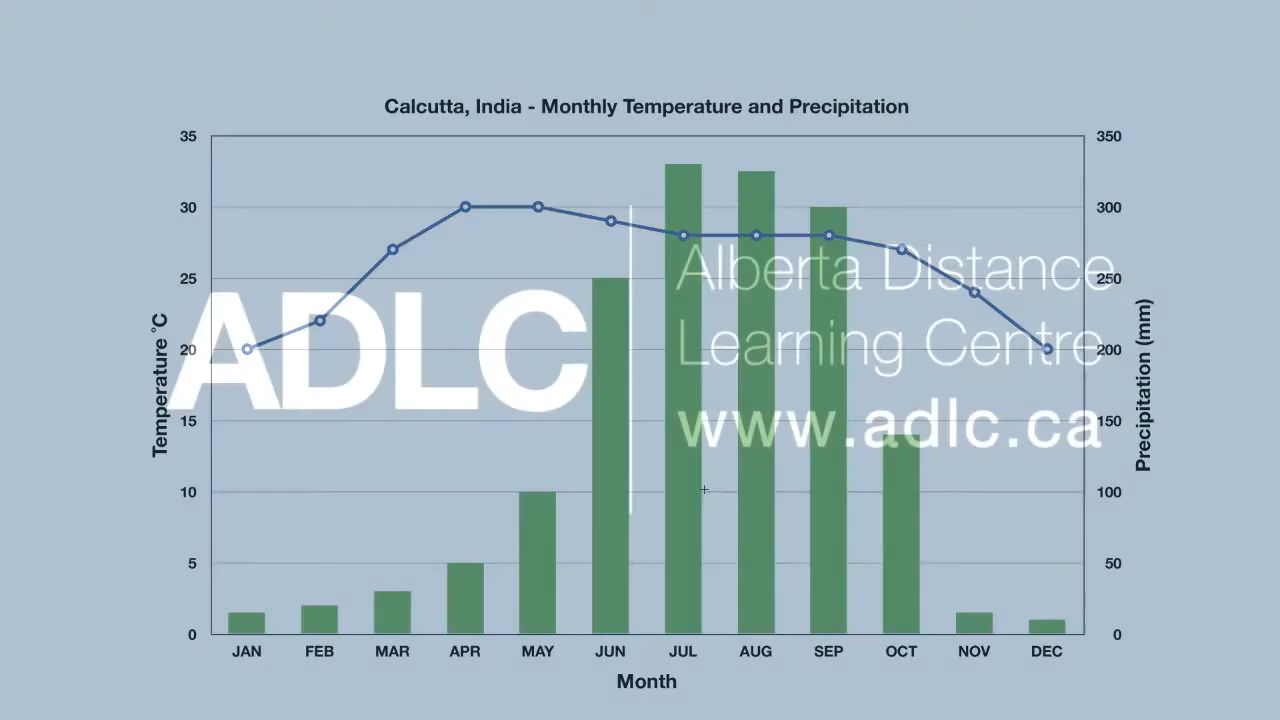 Calcutta, India - Monthly Temperature and Precipitation
35
30
25
20
15
10
5
0
Temperature °C
350
300
250
200
150
100
50
0
Precipitation (mm)
ADLC
Alberta Distance
Learning Centre
www.adlc.ca
JAN FEB MAR APR MAY JUN JUL AUG SEP OCT NOV DEC
Month